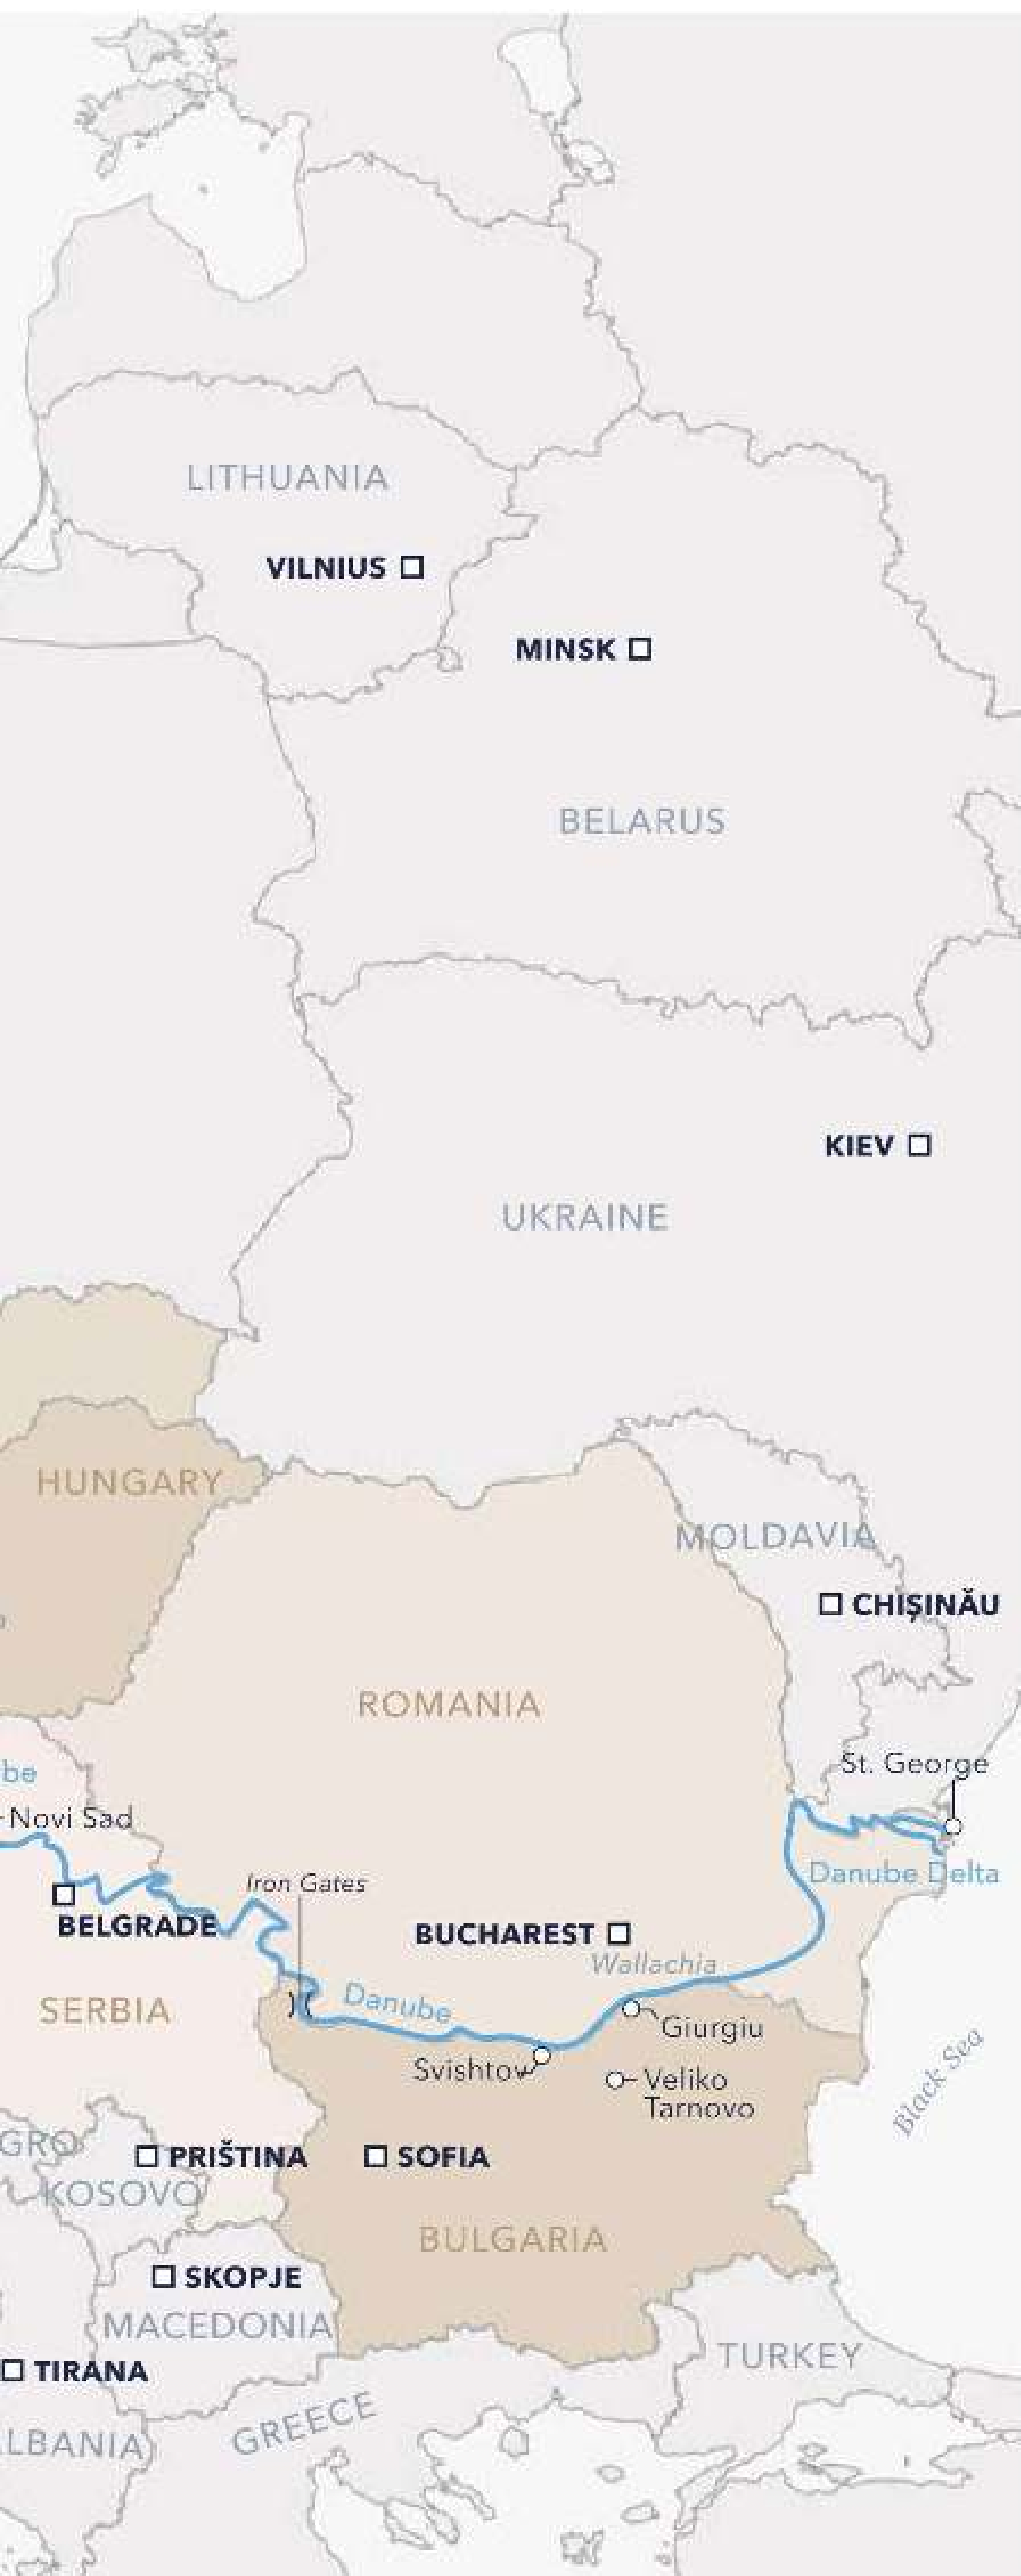 LITHUANIA
VILNIUS
MINSK
BELARUS
KIEV
UKRAINE
HUNGARY
MOLDAVIA
CHIȘINĂU
ROMANIA
St. George
be
Novi Sad
Danube Delta
Iron Gates
BELGRADE
BUCHAREST
Wallachia
SERBIA
Danube
Giurgiu
Svishtov
Veliko
Tarnovo
Black Sea
GRO
PRIŠTINA
SOFIA
KOSOVO
BULGARIA
SKOPJE
MACEDONIA
TURKEY
TIRANA
GREECE
LBANIA